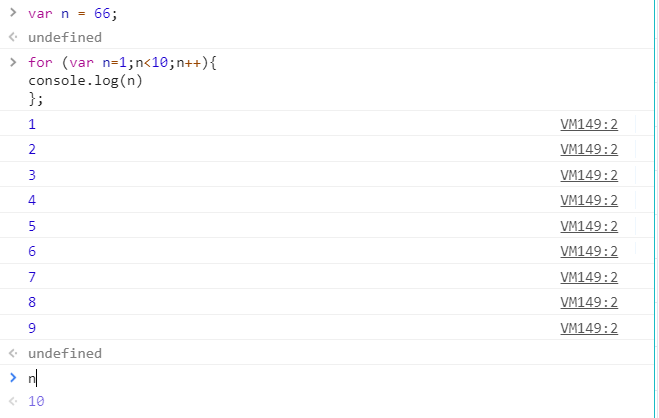 var n = 66;
undefined
for (var n=1;n<10;n++){
console.log(n)
};
1 VM149:2
2 VM149:2
3 VM149:2
4 VM149:2
5 VM149:2
6 VM149:2
7 VM149:2
8 VM149:2
9 VM149:2
undefined
n
10